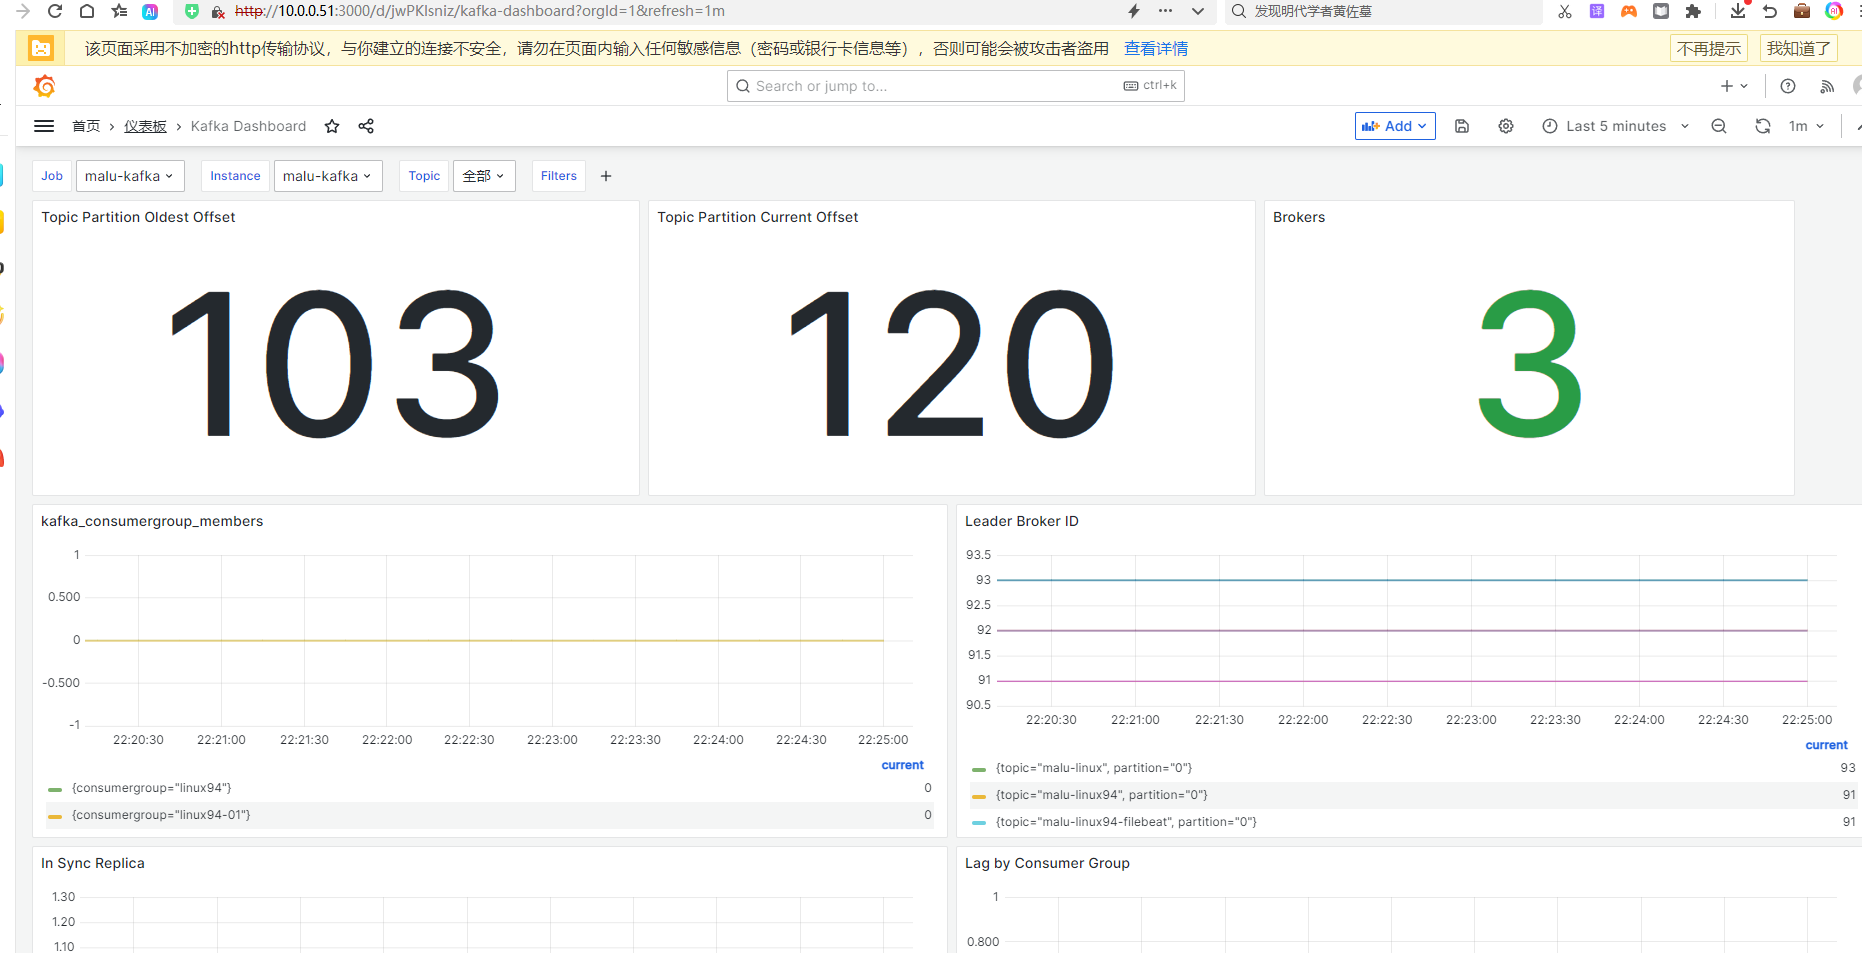 http://10.0.0.51:3000/d/jwPKIsniz/kafka-dashboard?orgId=1&refresh=1m
发现明代学者黄佐墓
该页面采用不加密的http传输协议，与你建立的连接不安全，请勿在页面内输入任何敏感信息（密码或银行卡信息等），否则可能会被攻击者盗用 查看详情
不再提示 我知道了
Search or jump to... ctrl+k
首页 › 仪表板 › Kafka Dashboard
Add Last 5 minutes 1m
Job malu-kafka Instance malu-kafka Topic 全部 Filters +
Topic Partition Oldest Offset
103
Topic Partition Current Offset
120
Brokers
3
kafka_consumergroup_members
1
0.500
0
-0.500
-1
22:20:30 22:21:00 22:21:30 22:22:00 22:22:30 22:23:00 22:23:30 22:24:00 22:24:30 22:25:00
current
{consumergroup="linux94"} 0
{consumergroup="linux94-01"} 0
Leader Broker ID
93.5
93
92.5
92
91.5
91
90.5
22:20:30 22:21:00 22:21:30 22:22:00 22:22:30 22:23:00 22:23:30 22:24:00 22:24:30 22:25:00
current
{topic="malu-linux", partition="0"} 93
{topic="malu-linux94", partition="0"} 91
{topic="malu-linux94-filebeat", partition="0"} 91
In Sync Replica
1.30
1.20
1.10
Lag by Consumer Group
1
0.800